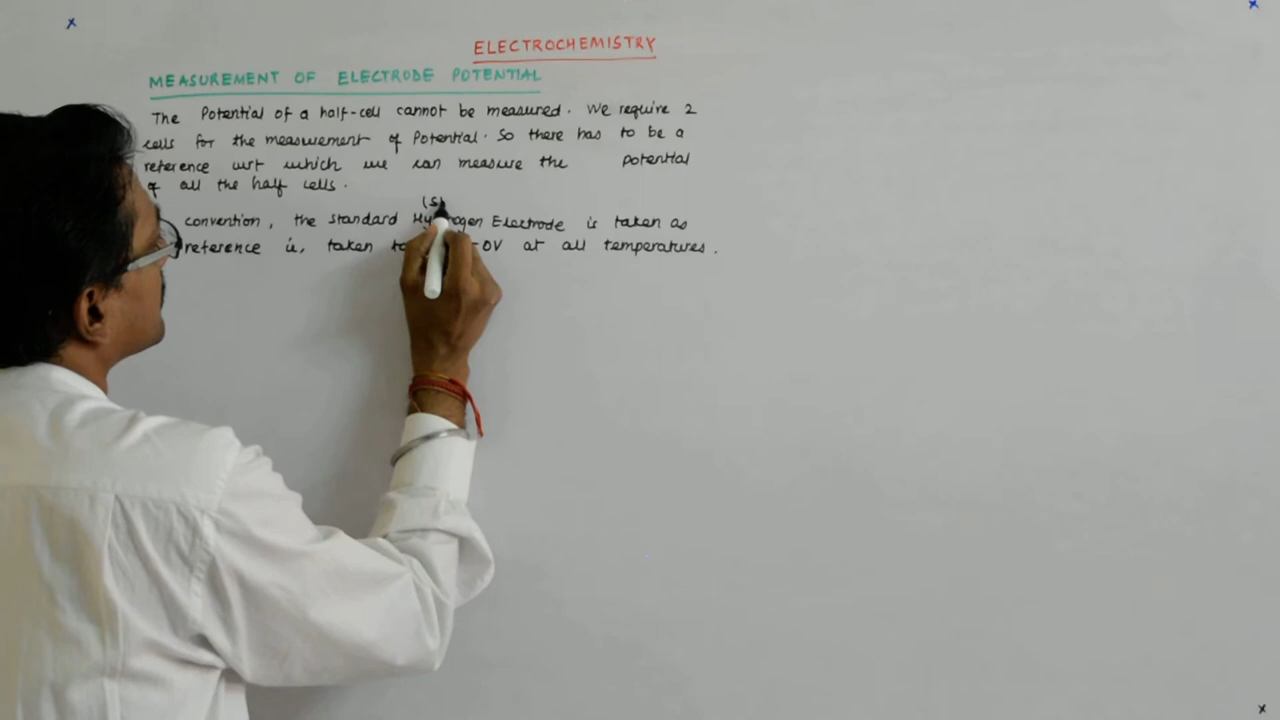 ELECTROCHEMISTRY
MEASUREMENT OF ELECTRODE POTENTIAL
The Potential of a half-cell cannot be measured. We require 2
cells for the measurement of Potential. So there has to be a
reference wrt which we can measure the potential
of all the half cells.
(S
convention, the standard Hydrogen Electrode is taken as
reference ie, taken to OV at all temperatures.